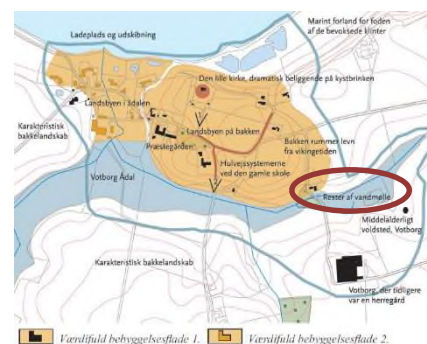 Ladeplads og udskibning
Marint forland for foden
af de bevoksede klinter
Den lille kirke, dramatisk beliggende på kystbrinken
Landsbyen i ådalen
Karakteristisk
bakkelandskab
Landsbyen på bakken
Præstegården
Bakken rummer levn
fra vikingetiden
Hulvejssystemerne
ved den gamle skole
Votborg Ådal
Rester af vandmølle
Middelalderligt
voldsted, Votborg
Karakteristisk bakkelandskab
Votborg, der tidligere
var en herregård
Værdifuld bebyggelsesflade 1.
Værdifuld bebyggelsesflade 2.